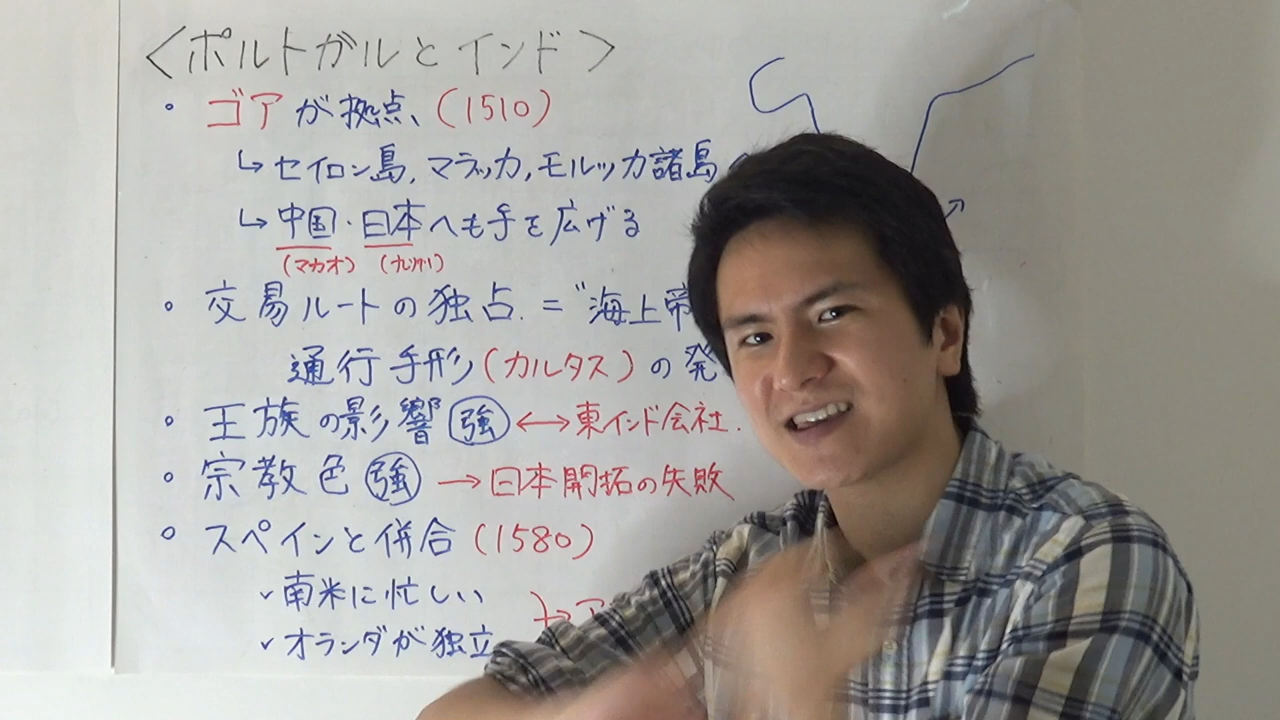 <ポルトガルとインド>
・ゴアが拠点、(1510)
↳セイロン島,マラッカ,モルッカ諸島
↳中国・日本へも手を広げる
(マカオ) (九州)
・交易ルートの独占.="海上帝
通行手形(カルタス)の発
・王族の影響強↔東インド会社.
・宗教色強→日本開拓の失敗
・スペインと併合(1580)
✓南米に忙しい
✓オランダが独立